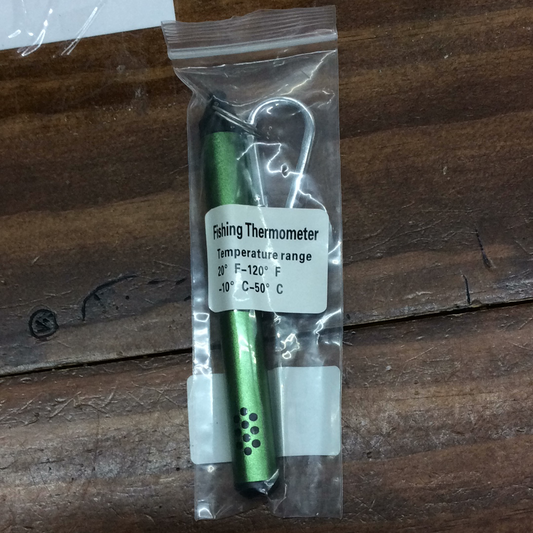 Fishing Thermometer
Temperature range
20° F-120° F
-10° C-50° C